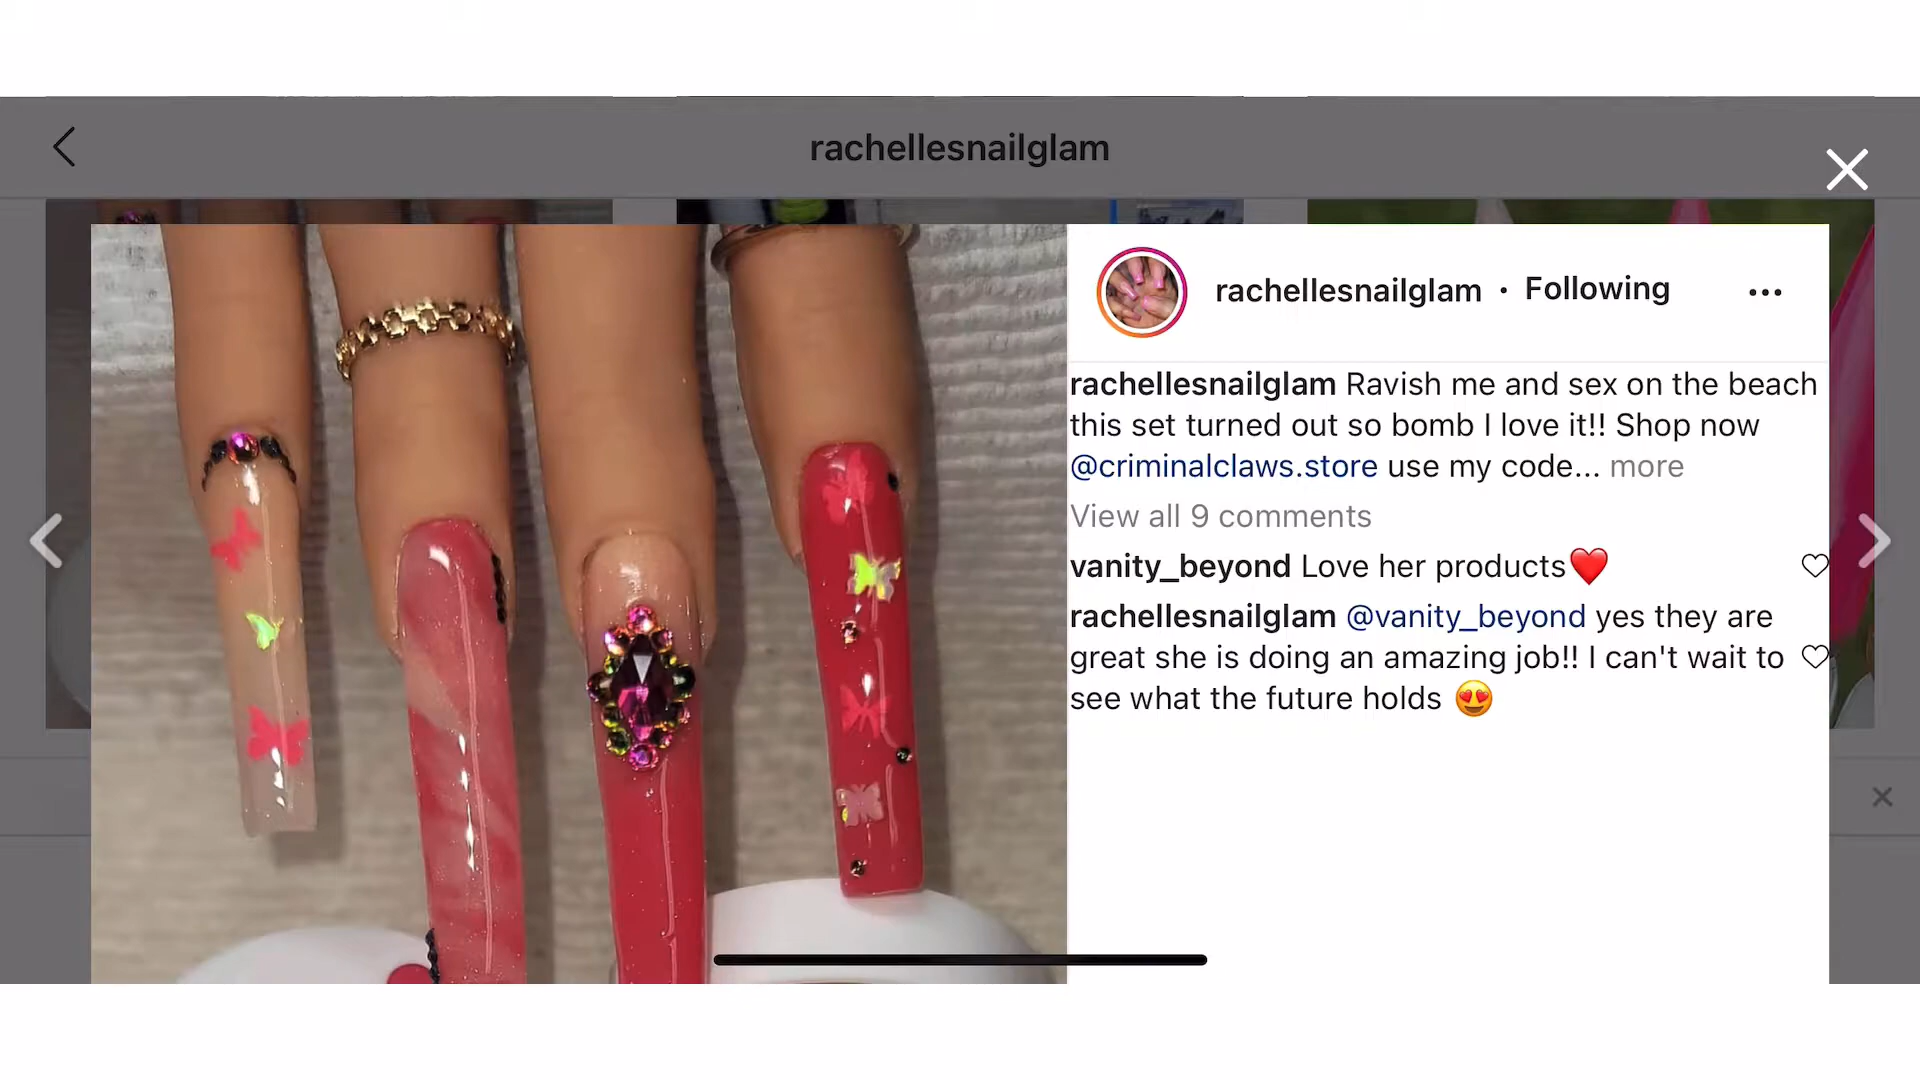 rachellesnailglam
rachellesnailglam • Following
rachellesnailglam Ravish me and sex on the beach
this set turned out so bomb I love it!! Shop now
@criminalclaws.store use my code... more
View all 9 comments
vanity_beyond Love her products❤️
rachellesnailglam @vanity_beyond yes they are
great she is doing an amazing job!! I can't wait to
see what the future holds 😍